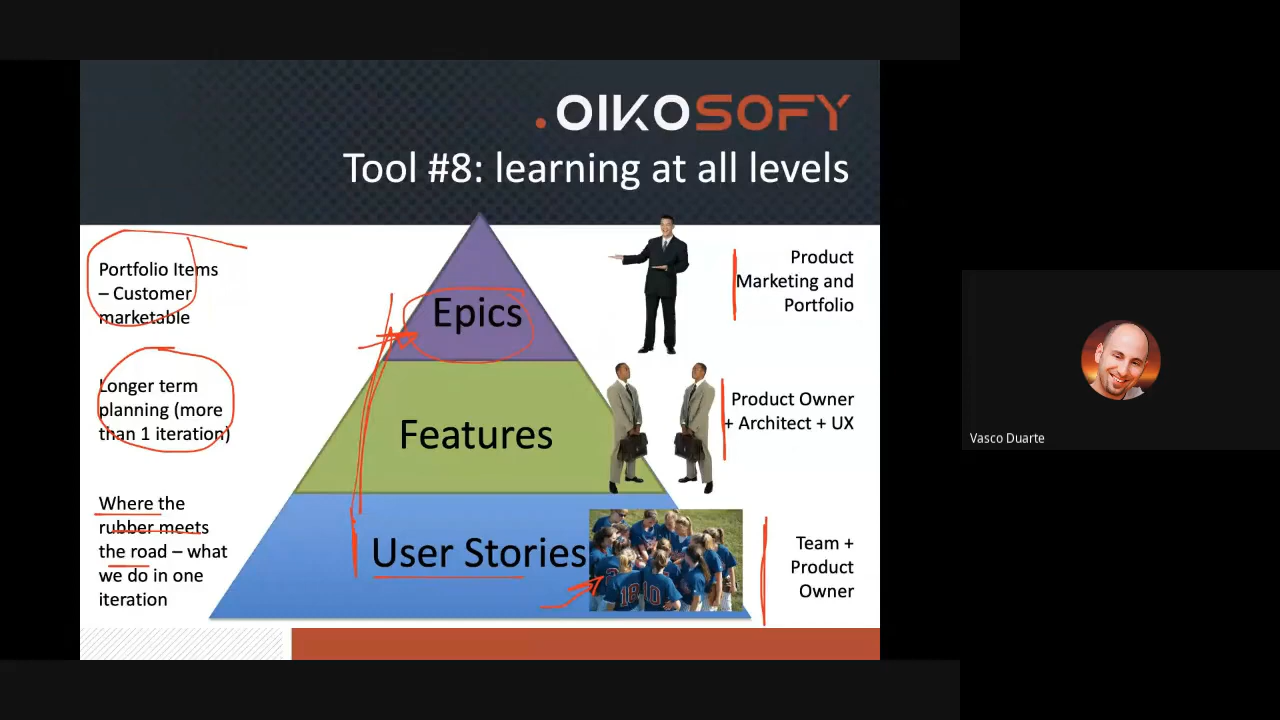 .OIKOSOFY
Tool #8: learning at all levels
Portfolio Items
– Customer
marketable
Epics
Product
Marketing and
Portfolio
Longer term
planning (more
than 1 iteration)
Features
Product Owner
+ Architect + UX
Where the
rubber meets
the road – what
we do in one
iteration
User Stories
18
10
Team +
Product
Owner
Vasco Duarte